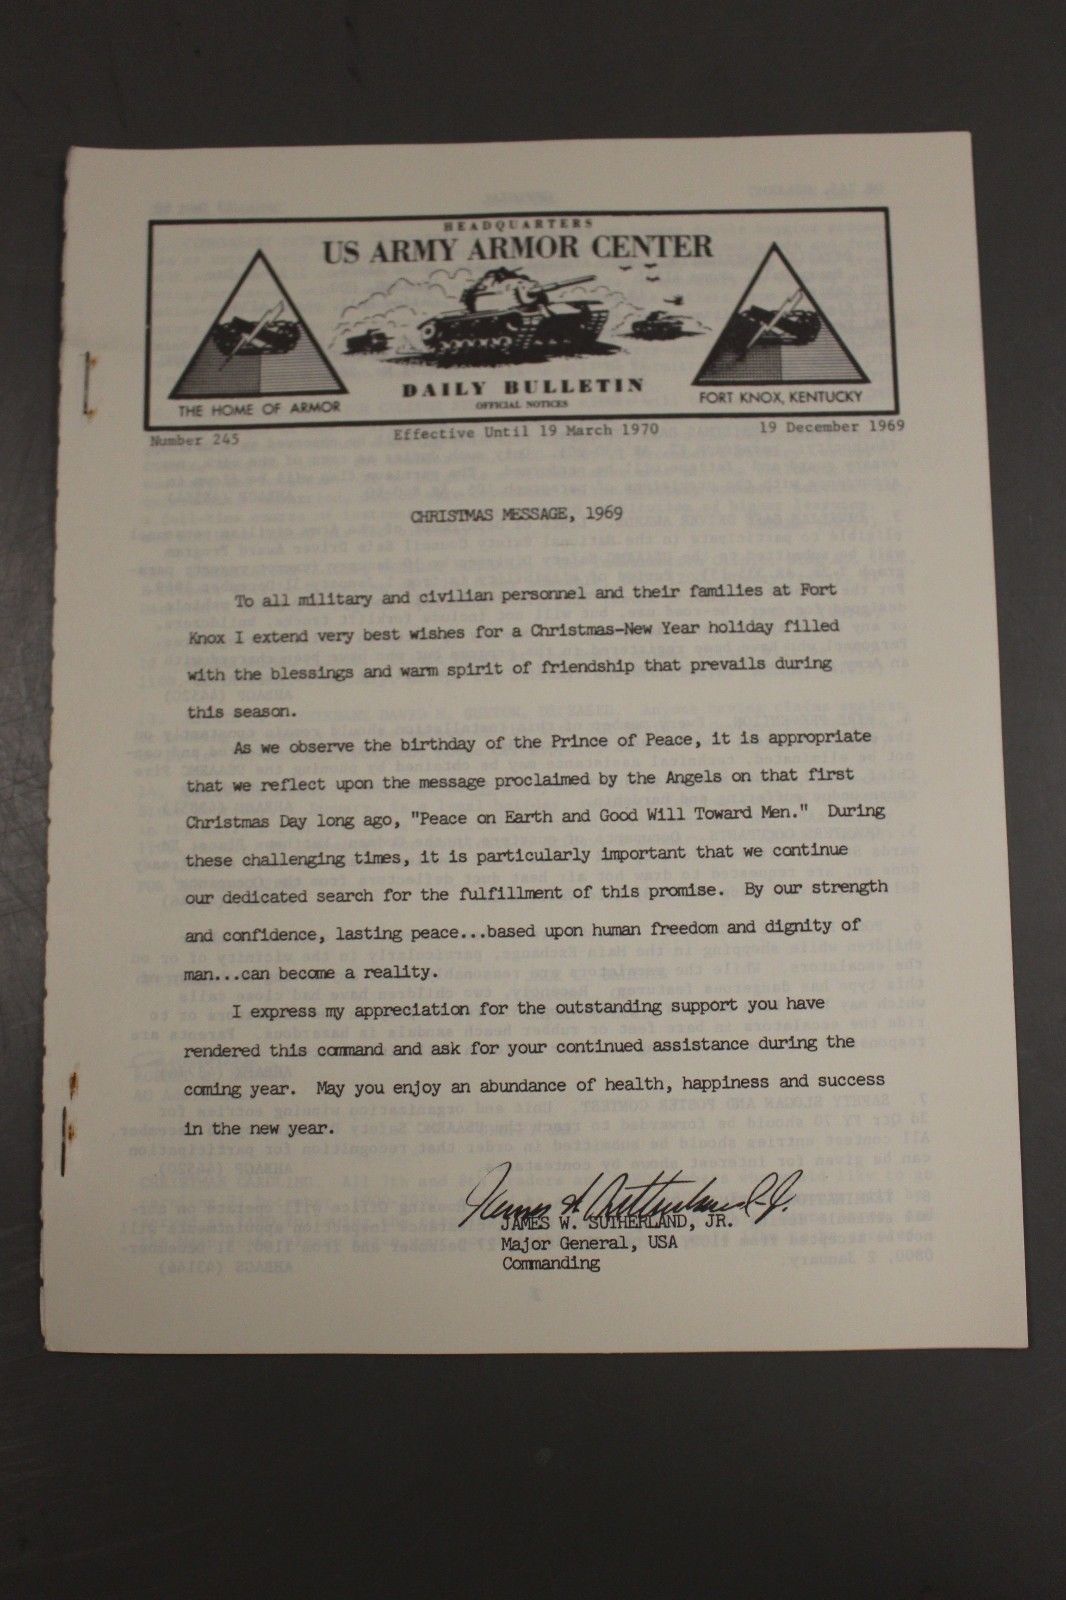 HEADQUARTERS
US ARMY ARMOR CENTER
DAILY BULLETIN
OFFICIAL NOTICES
THE HOME OF ARMOR
FORT KNOX, KENTUCKY
Number 245 Effective Until 19 March 1970 19 December 1969
CHRISTMAS MESSAGE, 1969
To all military and civilian personnel and their families at Fort
Knox I extend very best wishes for a Christmas-New Year holiday filled
with the blessings and warm spirit of friendship that prevails during
this season.
As we observe the birthday of the Prince of Peace, it is appropriate
that we reflect upon the message proclaimed by the Angels on that first
Christmas Day long ago, "Peace on Earth and Good Will Toward Men." During
these challenging times, it is particularly important that we continue
our dedicated search for the fulfillment of this promise. By our strength
and confidence, lasting peace...based upon human freedom and dignity of
man...can become a reality.
I express my appreciation for the outstanding support you have
rendered this command and ask for your continued assistance during the
coming year. May you enjoy an abundance of health, happiness and success
in the new year.
James W. Sutherland Jr.
JAMES W. SUTHERLAND, JR.
Major General, USA
Commanding